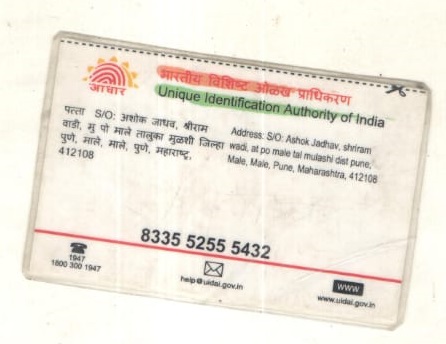 आधार
भारतीय विशिष्ट ओळख प्राधिकरण
Unique Identification Authority of India
पत्ता S/O: अशोक जाधव, श्रीराम
वाडी, मु पो माले तालुका मुळशी जिल्हा
पुणे, माले, माले, पुणे, महाराष्ट्र,
412108
Address: S/O: Ashok Jadhav, shriram
wadi, at po male tal mulashi dist pune,
Male, Male, Pune, Maharashtra, 412108
8335 5255 5432
1947
1800 300 1947
help@uidai.gov.in
www
www.uidai.gov.in